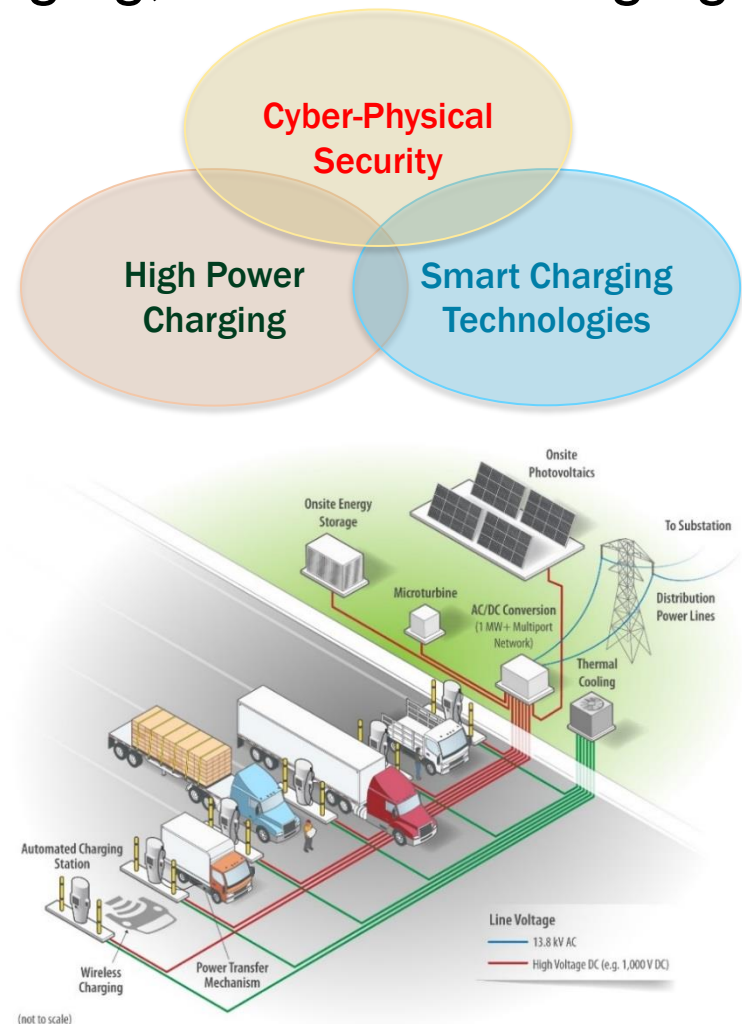 Cyber-Physical
Security
High Power
Charging
Smart Charging
Technologies
Onsite
Photovoltaics
Onsite Energy
Storage
To Substation
Microturbine
AC/DC Conversion
(1 MW+ Multiport
Network)
Distribution
Power Lines
Thermal
Cooling
Automated Charging
Station
Line Voltage
13.8 kV AC
High Voltage DC (e.g. 1,000 V DC)
Wireless
Charging
Power Transfer
Mechanism
(not to scale)